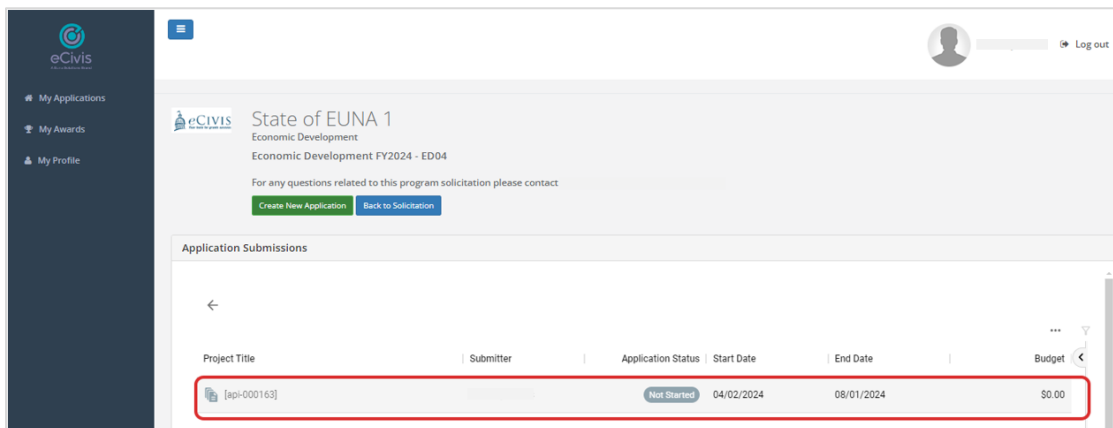 eCivis
Log out
My Applications
My Awards
My Profile
eCIVIS
State of EUNA 1
Economic Development
Economic Development FY2024 - ED04
For any questions related to this program solicitation please contact
Create New Application Back to Solicitation
Application Submissions
Project Title Submitter Application Status Start Date End Date Budget
[api-000163] Not Started 04/02/2024 08/01/2024 $0.00